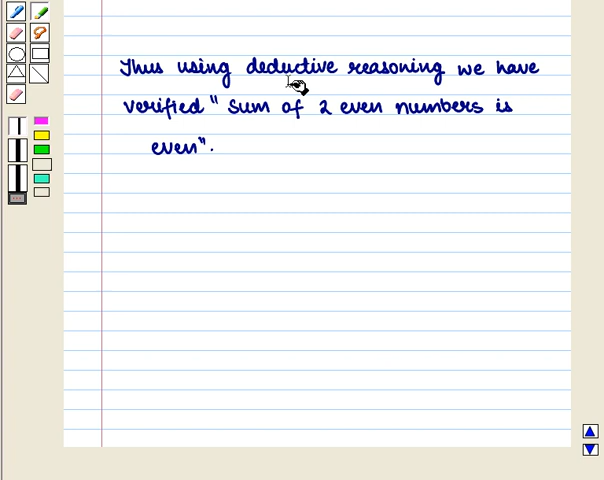 Thus using deductive reasoning we have
verified " Sum of 2 even numbers is
even".